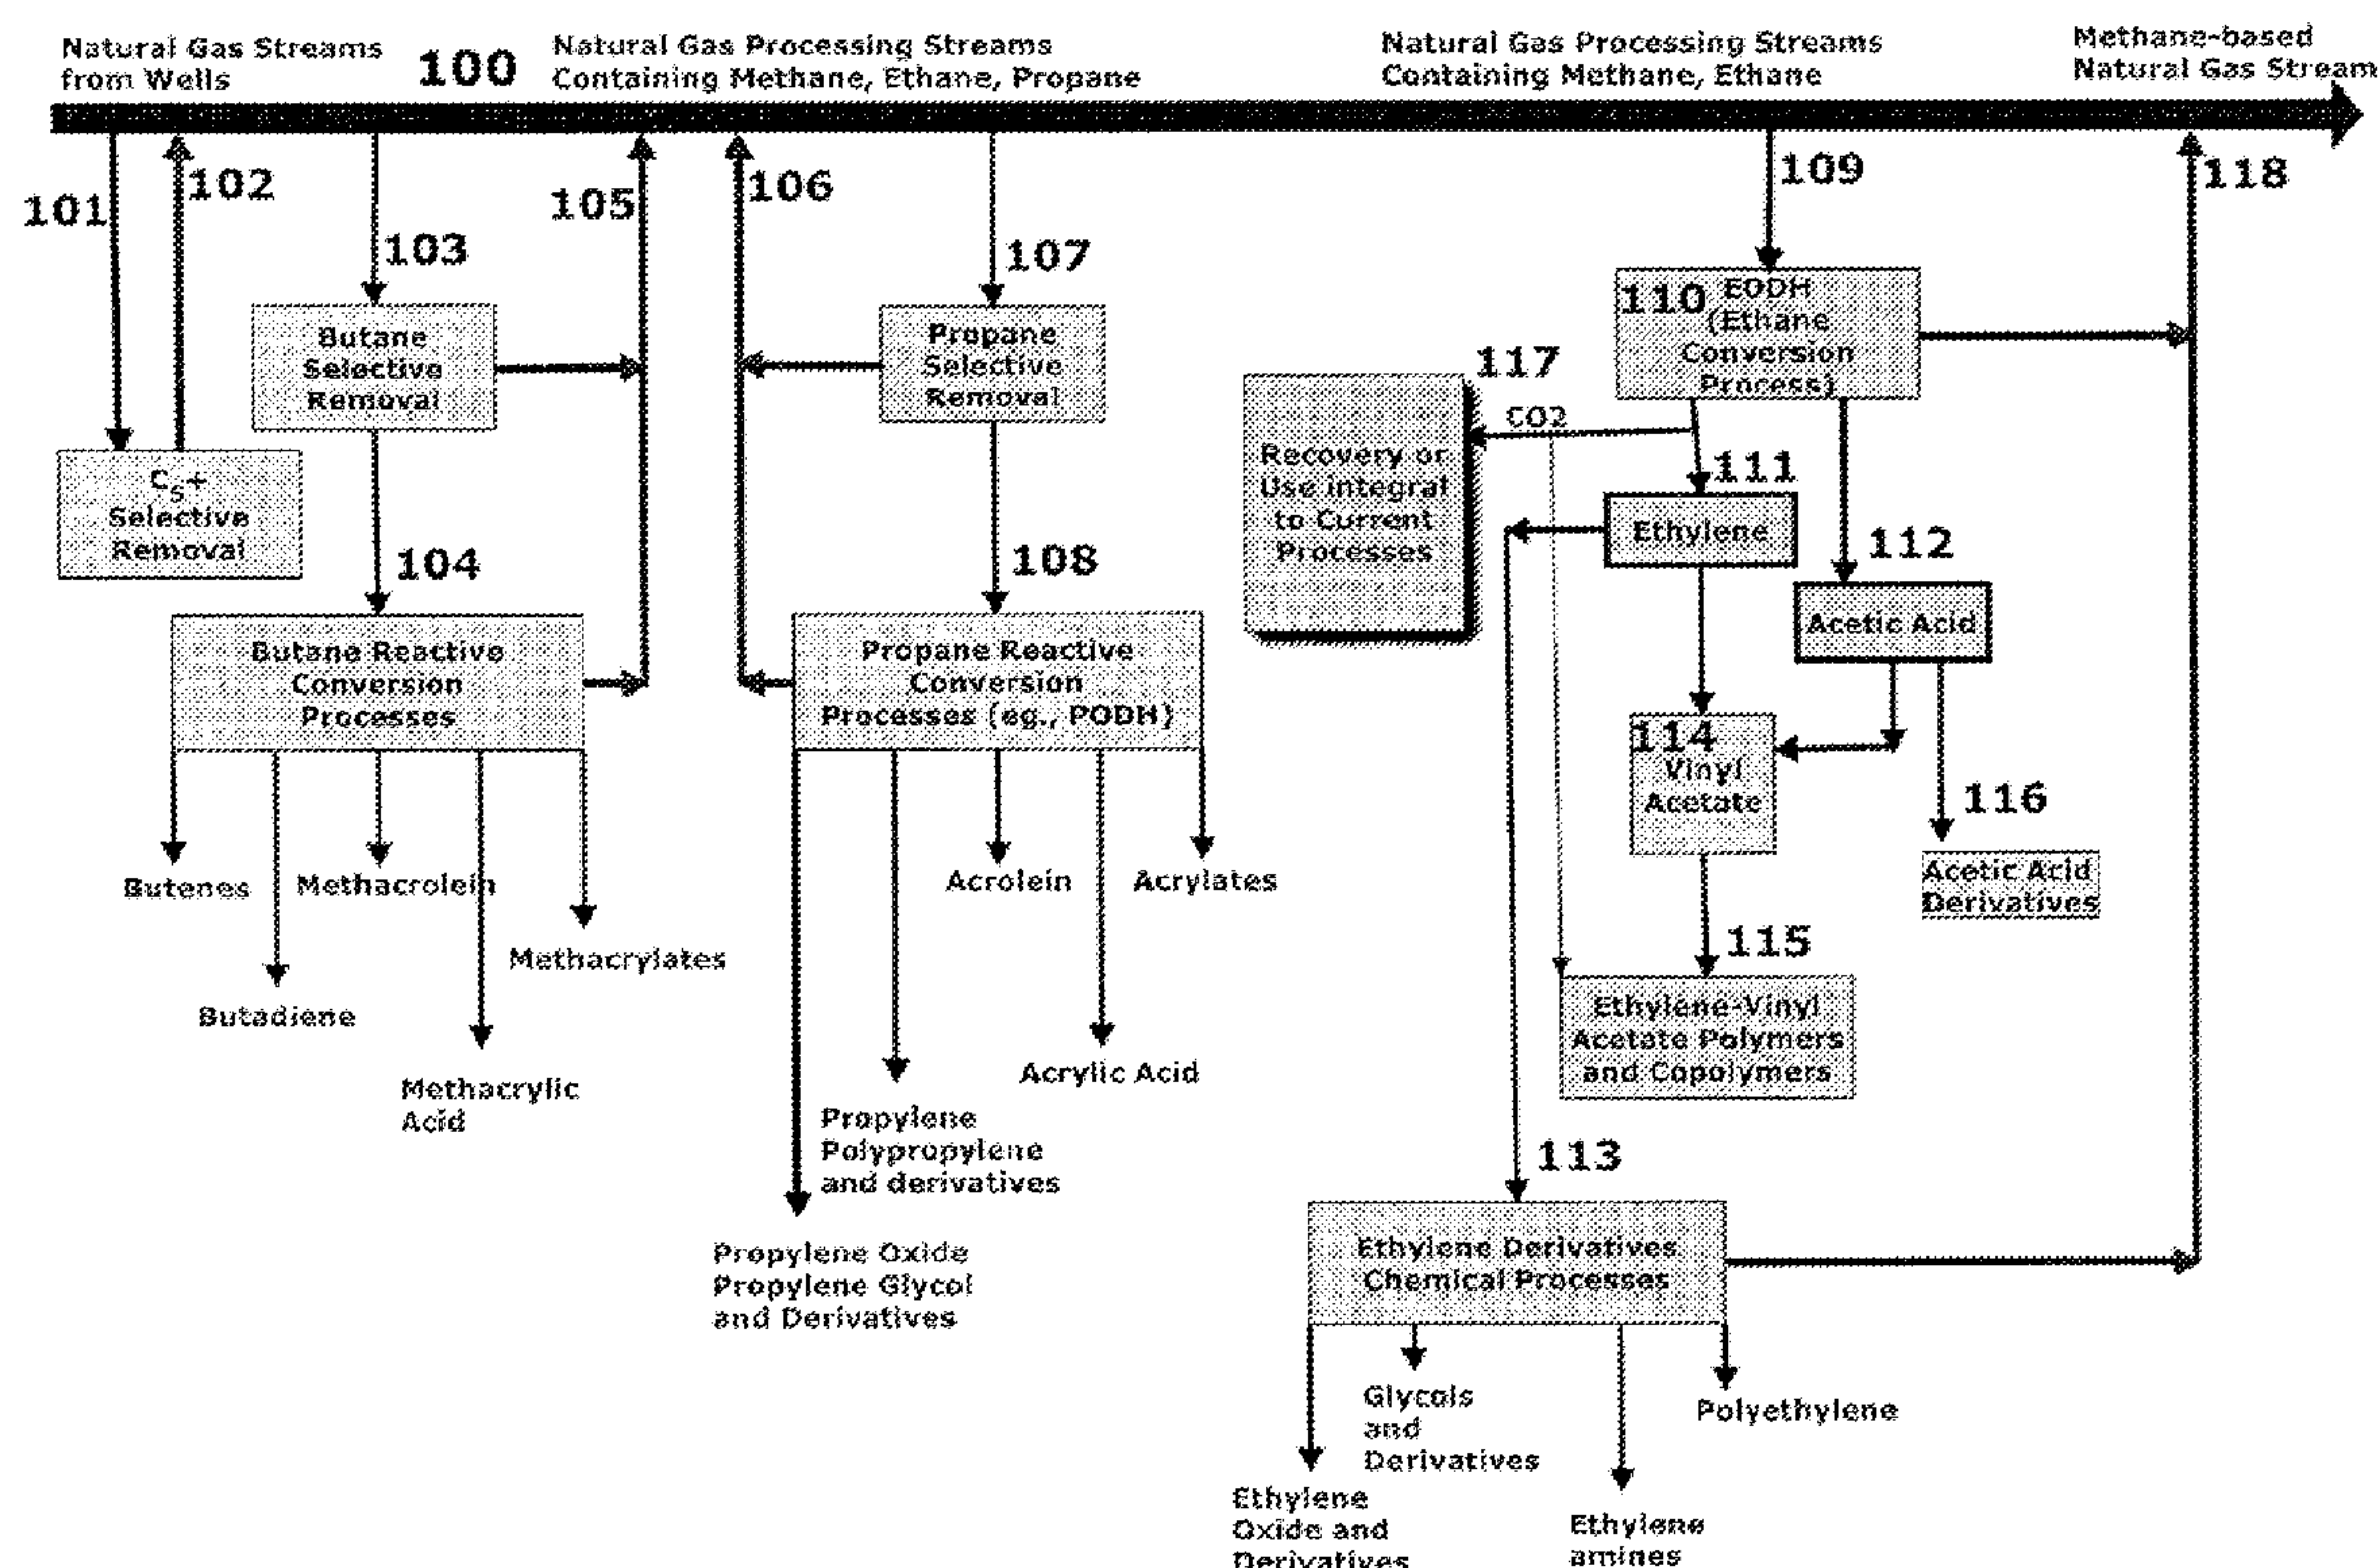 Natural Gas Streams
from Wells
100
Natural Gas Processing Streams
Containing Methane, Ethane, Propane
Natural Gas Processing Streams
Containing Methane, Ethane
Methane-based
Natural Gas Stream
101
102
103
105
106
107
109
118
Butane
Selective
Removal
Propane
Selective
Removal
110
EODH
(Ethane
Conversion
Process)
117
CO2
Recovery or
Use integral
to Current
Processes
111
Ethylene
C5+
Selective
Removal
104
108
112
Acetic Acid
Butane Reactive
Conversion
Processes
Propane Reactive
Conversion
Processes (eg., PODH)
114
Vinyl
Acetate
116
Acetic Acid
Derivatives
Butenes
Methacrolein
Acrolein
Acrylates
Methacrylates
115
Butadiene
Ethylene-Vinyl
Acetate Polymers
and Copolymers
Methacrylic
Acid
Acrylic Acid
Propylene
Polypropylene
and derivatives
113
Propylene Oxide
Propylene Glycol
and Derivatives
Ethylene Derivatives
Chemical Processes
Glycols
and
Derivatives
Polyethylene
Ethylene
Oxide and
Derivatives
Ethylene
amines